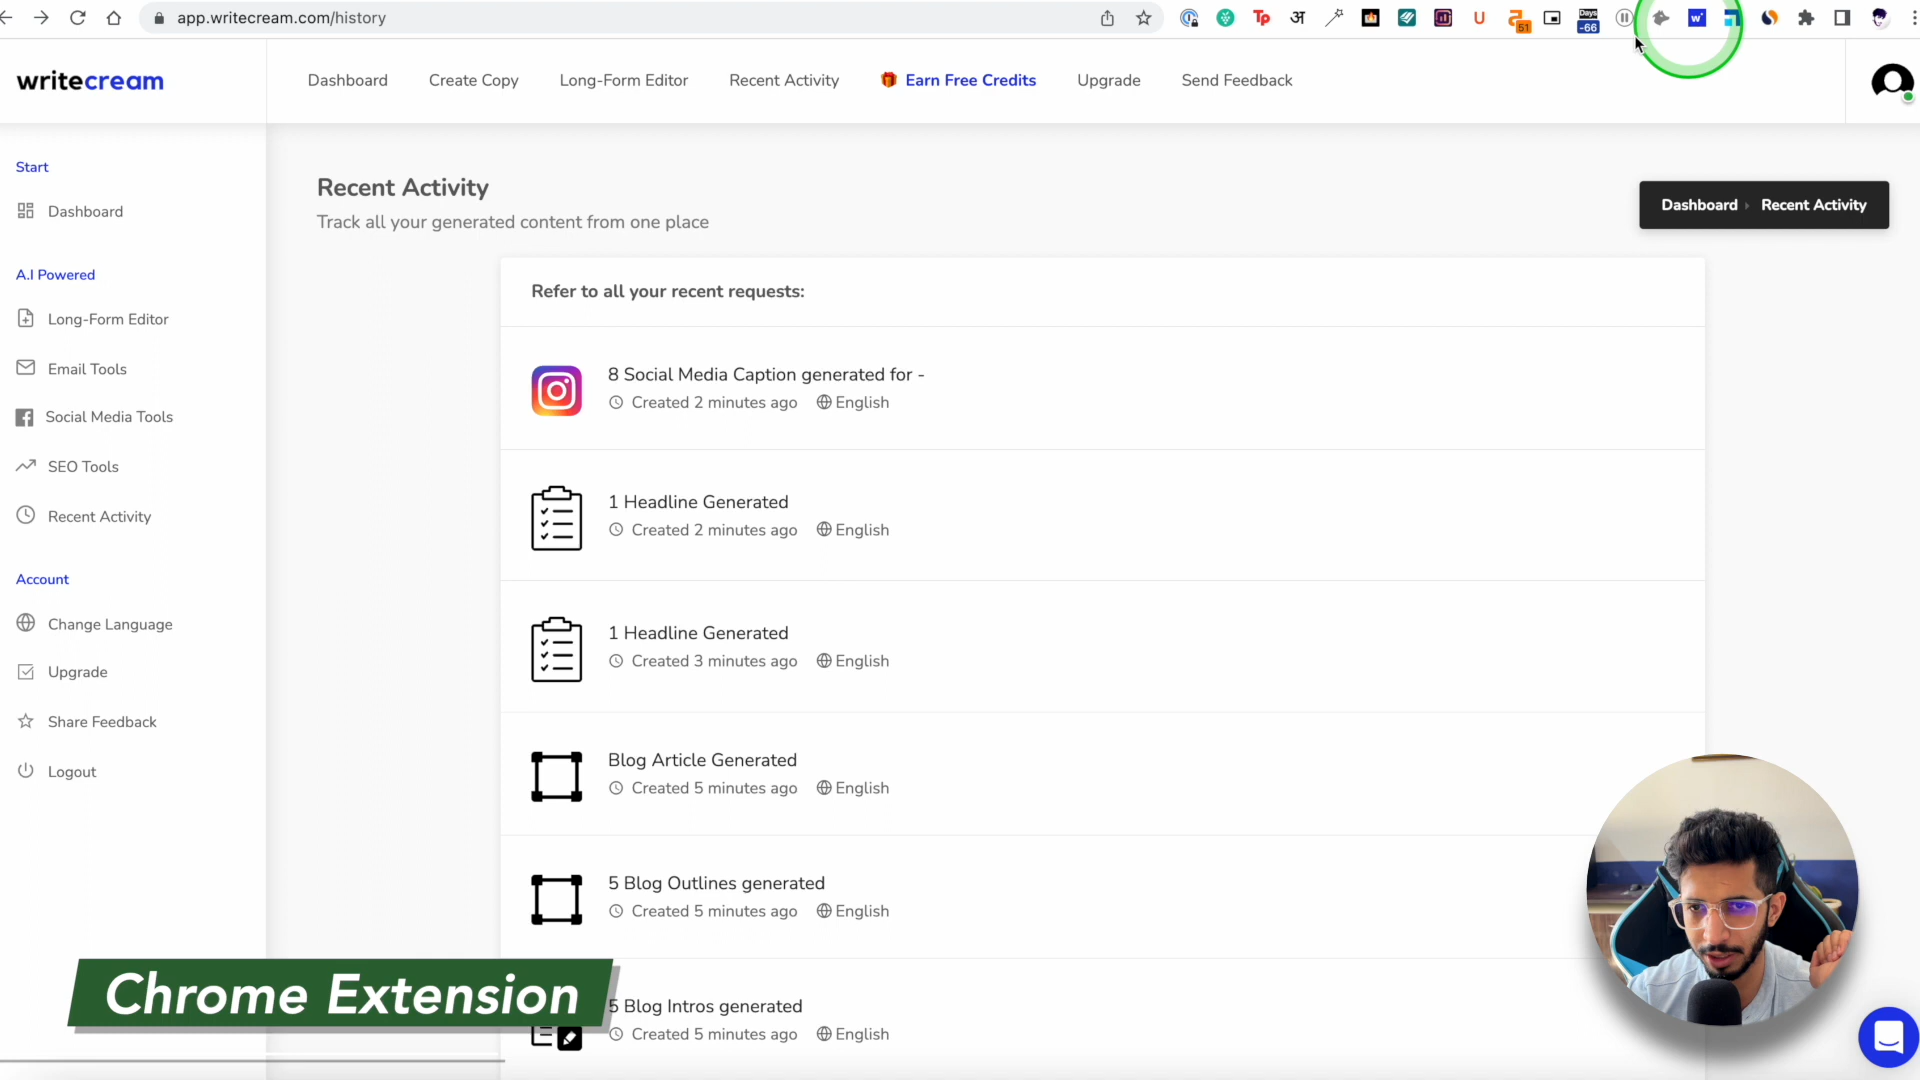 app.writecream.com/history
Tp
अ
U
51
Days
-66
w
writecream
Dashboard
Create Copy
Long-Form Editor
Recent Activity
Earn Free Credits
Upgrade
Send Feedback
Start
Dashboard
A.I Powered
Long-Form Editor
Email Tools
Social Media Tools
SEO Tools
Recent Activity
Account
Change Language
Upgrade
Share Feedback
Logout
Recent Activity
Track all your generated content from one place
Dashboard Recent Activity
Refer to all your recent requests:
8 Social Media Caption generated for -
Created 2 minutes ago English
1 Headline Generated
Created 2 minutes ago English
1 Headline Generated
Created 3 minutes ago English
Blog Article Generated
Created 5 minutes ago English
5 Blog Outlines generated
Created 5 minutes ago English
5 Blog Intros generated
Created 5 minutes ago English
Chrome Extension